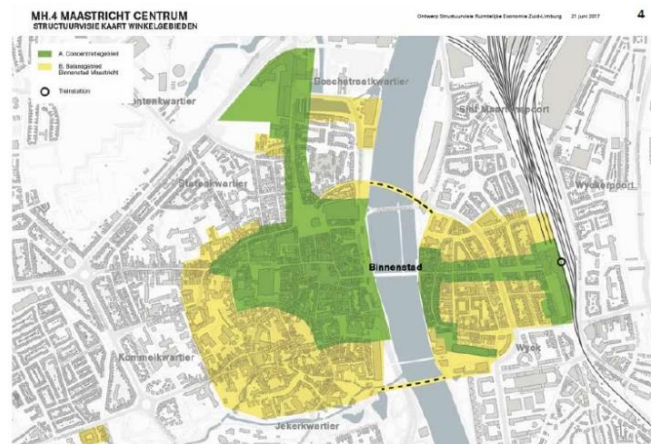 MH.4 MAASTRICHT CENTRUM
STRUCTUURVISIE KAART WINKELGEBIEDEN
Ontwerp Structuurvisie Ruimtelijke Economie Zuid-Limburg 21 juni 2017 4
A. Concentratiegebied
B. Balansgebied
Binnenstad Maastricht
Treinstation
Boschstraatkwartier
Sint Maartenspoort
Statenkwartier
Wyckerpoort
Binnenstad
Kommelkwartier
Wyck
Jekerkwartier